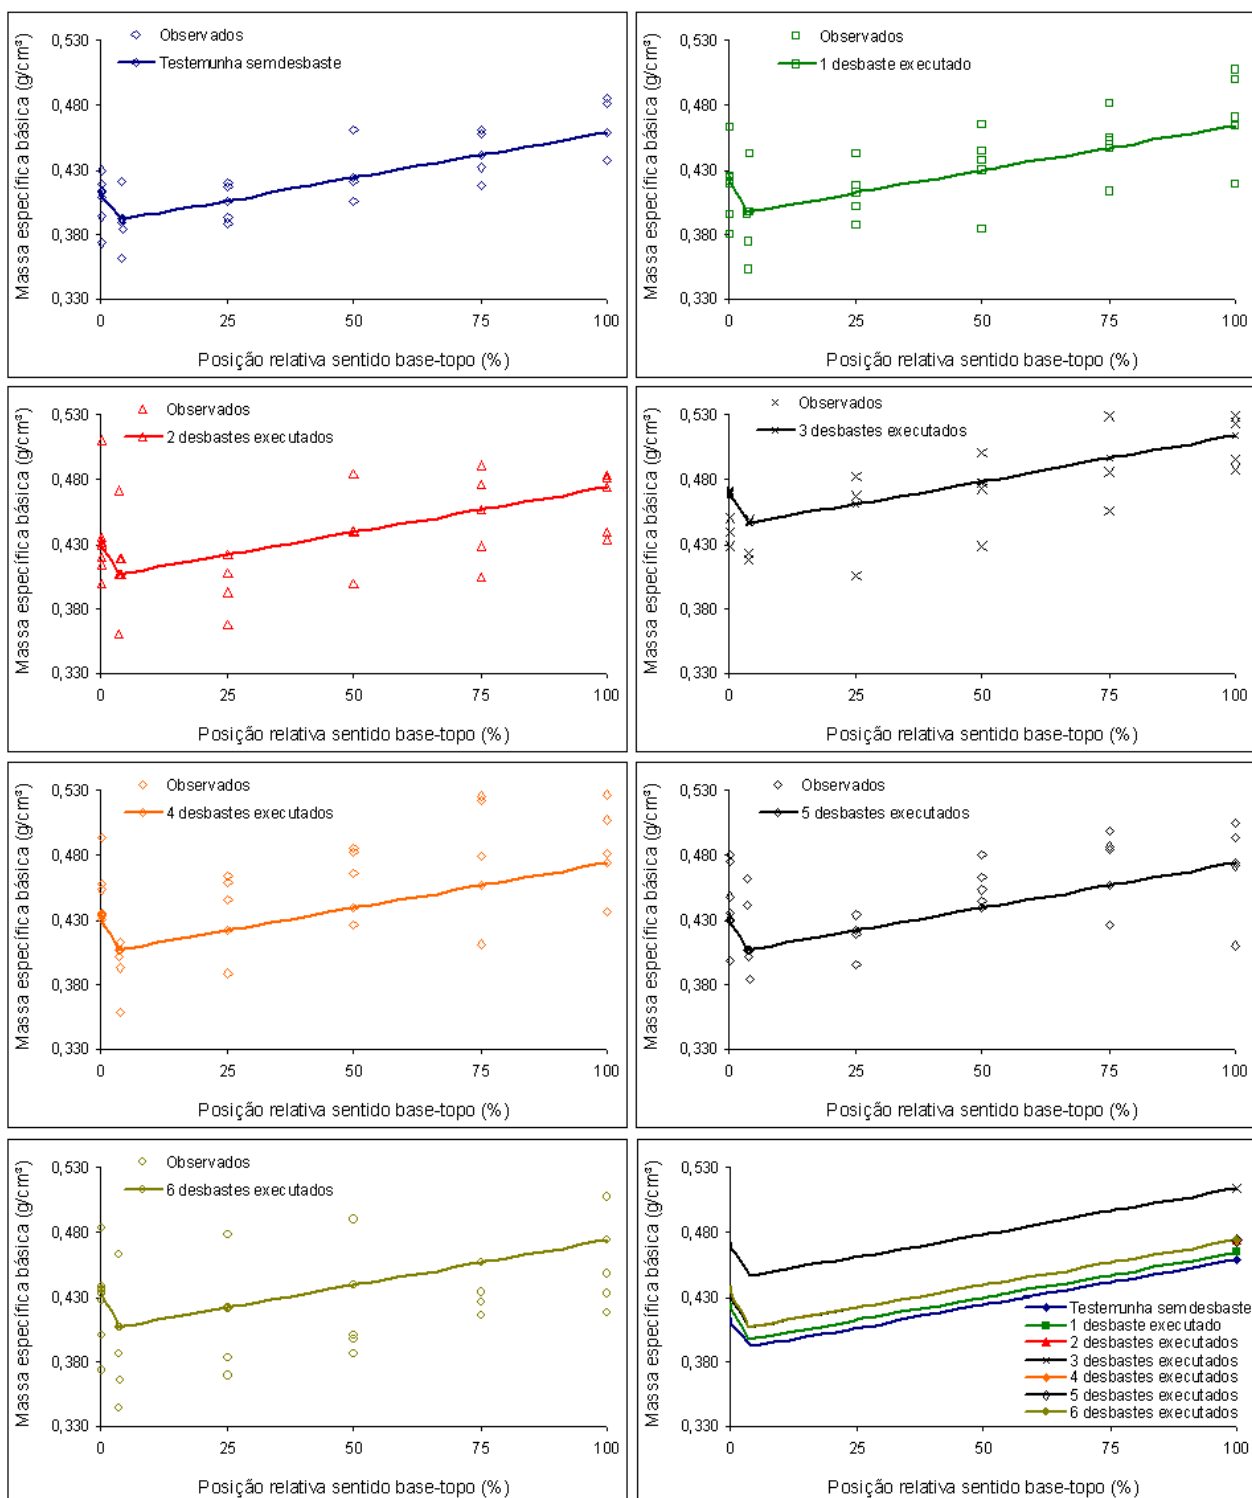 Massa específica básica (g/cm³)
0,530
0,480
0,430
0,380
0,330
Observados
Testemunha sem desbaste
0 25 50 75 100
Posição relativa sentido base-topo (%)
Massa específica básica (g/cm³)
0,530
0,480
0,430
0,380
0,330
Observados
1 desbaste executado
0 25 50 75 100
Posição relativa sentido base-topo (%)
Massa específica básica (g/cm³)
0,530
0,480
0,430
0,380
0,330
Observados
2 desbastes executados
0 25 50 75 100
Posição relativa sentido base-topo (%)
Massa específica básica (g/cm³)
0,530
0,480
0,430
0,380
0,330
Observados
3 desbastes executados
0 25 50 75 100
Posição relativa sentido base-topo (%)
Massa específica básica (g/cm³)
0,530
0,480
0,430
0,380
0,330
Observados
4 desbastes executados
0 25 50 75 100
Posição relativa sentido base-topo (%)
Massa específica básica (g/cm³)
0,530
0,480
0,430
0,380
0,330
Observados
5 desbastes executados
0 25 50 75 100
Posição relativa sentido base-topo (%)
Massa específica básica (g/cm³)
0,530
0,480
0,430
0,380
0,330
Observados
6 desbastes executados
0 25 50 75 100
Posição relativa sentido base-topo (%)
Massa específica básica (g/cm³)
0,530
0,480
0,430
0,380
0,330
Testemunha sem desbaste
1 desbaste executado
2 desbastes executados
3 desbastes executados
4 desbastes executados
5 desbastes executados
6 desbastes executados
0 25 50 75 100
Posição relativa sentido base-topo (%)